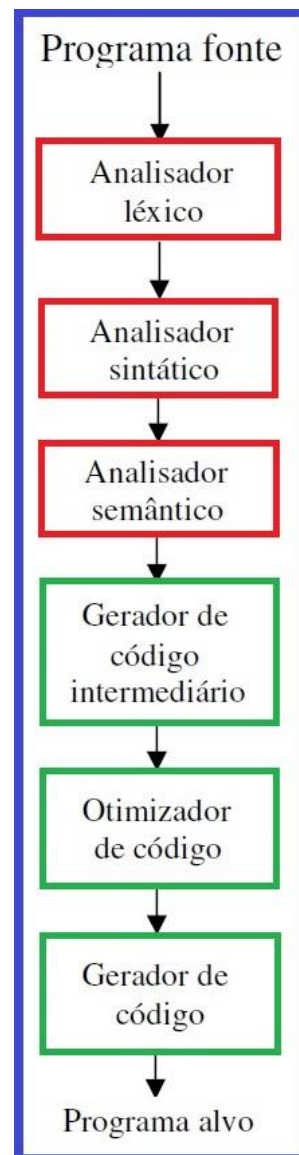 Programa fonte
Analisador
léxico
Analisador
sintático
Analisador
semântico
Gerador de
código
intermediário
Otimizador
de código
Gerador de
código
Programa alvo